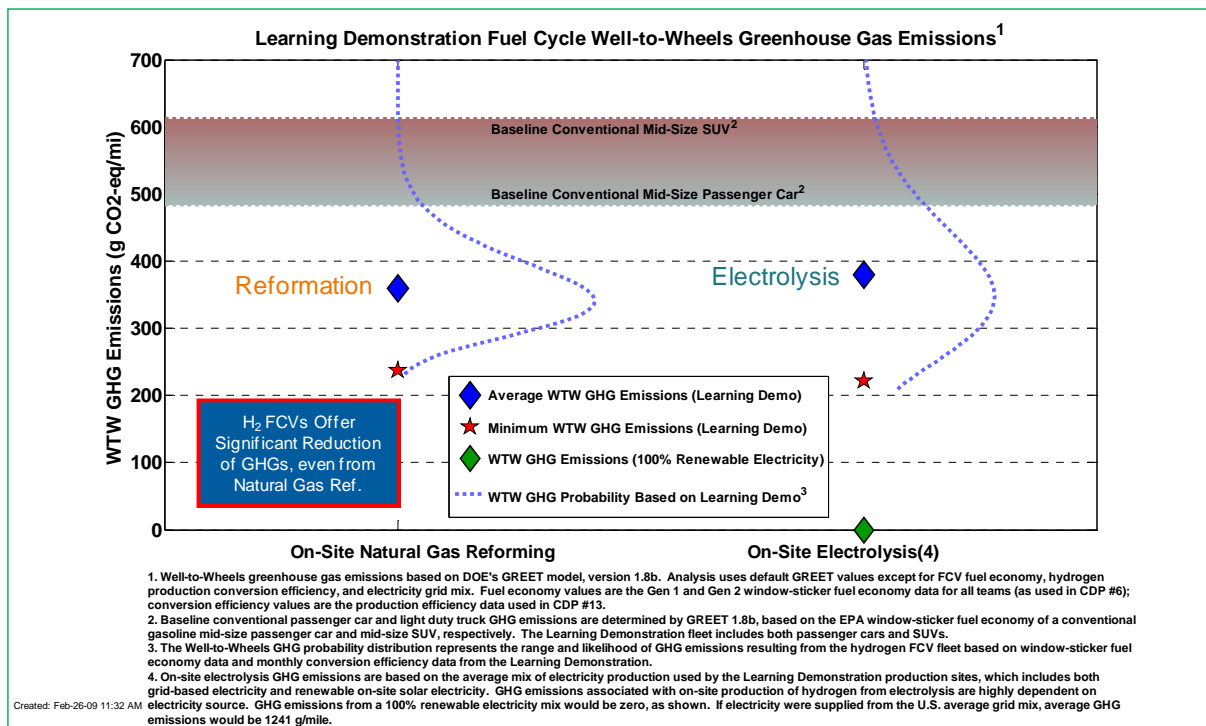 Learning Demonstration Fuel Cycle Well-to-Wheels Greenhouse Gas Emissions1
700
600
500
400
300
200
100
0
WTW GHG Emissions (g CO2-eq/mi)
Baseline Conventional Mid-Size SUV2
Baseline Conventional Mid-Size Passenger Car2
Reformation
Electrolysis
H2 FCVs Offer
Significant Reduction
of GHGs, even from
Natural Gas Ref.
Average WTW GHG Emissions (Learning Demo)
Minimum WTW GHG Emissions (Learning Demo)
WTW GHG Emissions (100% Renewable Electricity)
WTW GHG Probability Based on Learning Demo3
On-Site Natural Gas Reforming
On-Site Electrolysis(4)
1. Well-to-Wheels greenhouse gas emissions based on DOE's GREET model, version 1.8b. Analysis uses default GREET values except for FCV fuel economy, hydrogen
production conversion efficiency, and electricity grid mix. Fuel economy values are the Gen 1 and Gen 2 window-sticker fuel economy data for all teams (as used in CDP #6);
conversion efficiency values are the production efficiency data used in CDP #13.
2. Baseline conventional passenger car and light duty truck GHG emissions are determined by GREET 1.8b, based on the EPA window-sticker fuel economy of a conventional
gasoline mid-size passenger car and mid-size SUV, respectively. The Learning Demonstration fleet includes both passenger cars and SUVs.
3. The Well-to-Wheels GHG probability distribution represents the range and likelihood of GHG emissions resulting from the hydrogen FCV fleet based on window-sticker fuel
economy data and monthly conversion efficiency data from the Learning Demonstration.
4. On-site electrolysis GHG emissions are based on the average mix of electricity production used by the Learning Demonstration production sites, which includes both
grid-based electricity and renewable on-site solar electricity. GHG emissions associated with on-site production of hydrogen from electrolysis are highly dependent on
electricity source. GHG emissions from a 100% renewable electricity mix would be zero, as shown. If electricity were supplied from the U.S. average grid mix, average GHG
emissions would be 1241 g/mile.
Created: Feb-26-09 11:32 AM